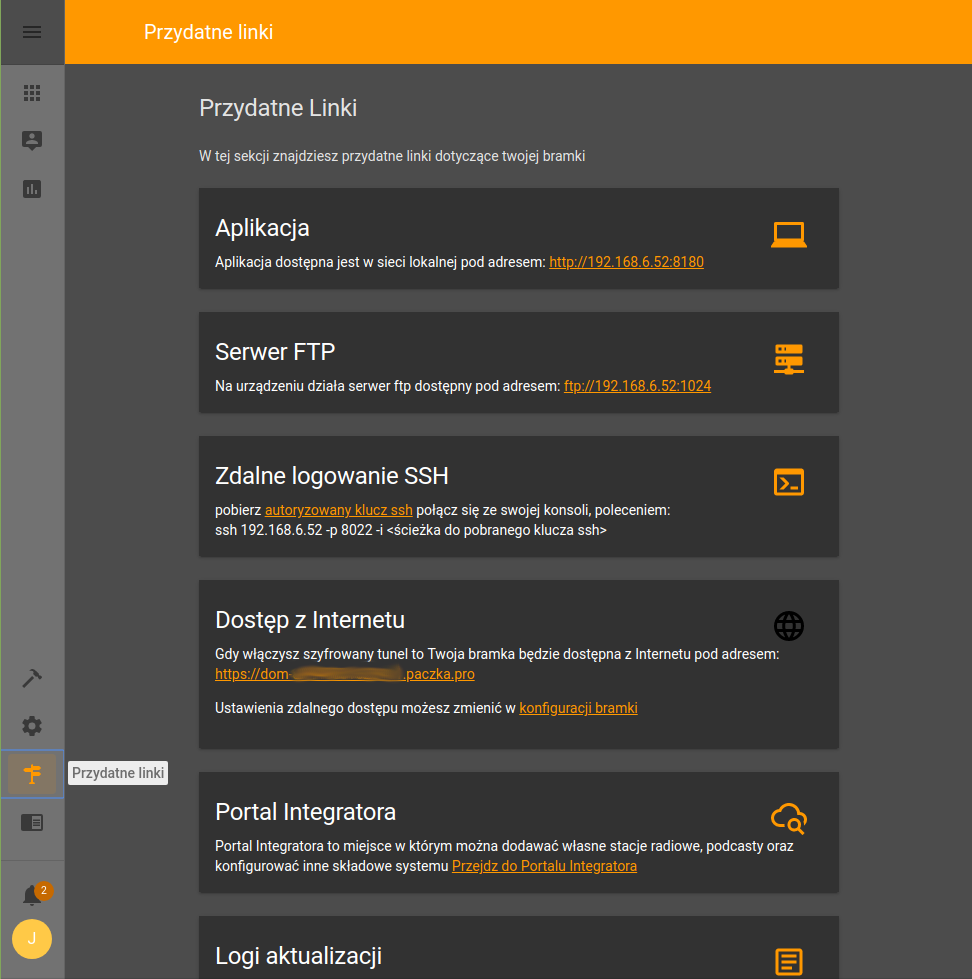 Przydatne linki
Przydatne Linki
W tej sekcji znajdziesz przydatne linki dotyczące twojej bramki
Aplikacja
Aplikacja dostępna jest w sieci lokalnej pod adresem: http://192.168.6.52:8180
Serwer FTP
Na urządzeniu działa serwer ftp dostępny pod adresem: ftp://192.168.6.52:1024
Zdalne logowanie SSH
pobierz autoryzowany klucz ssh połącz się ze swojej konsoli, poleceniem:
ssh 192.168.6.52 -p 8022 -i <ścieżka do pobranego klucza ssh>
Dostęp z Internetu
Gdy włączysz szyfrowany tunel to Twoja bramka będzie dostępna z Internetu pod adresem:
https://dom- .paczka.pro
Ustawienia zdalnego dostępu możesz zmienić w konfiguracji bramki
Przydatne linki
Portal Integratora
Portal Integratora to miejsce w którym można dodawać własne stacje radiowe, podcasty oraz
konfigurować inne składowe systemu Przejdz do Portalu Integratora
2
J
Logi aktualizacji